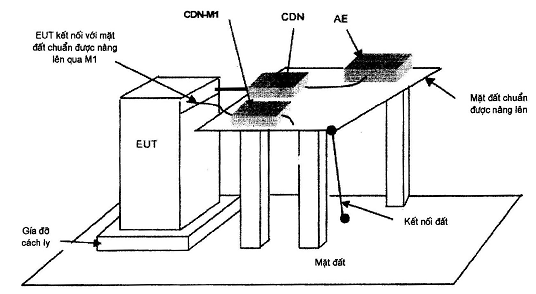 CDN-M1
CDN
AE
EUT kết nối với mặt
đất chuẩn được nâng
lên qua M1
Mặt đất chuẩn
được nâng lên
EUT
Kết nối đất
Gía đỡ
cách ly
Mặt đất